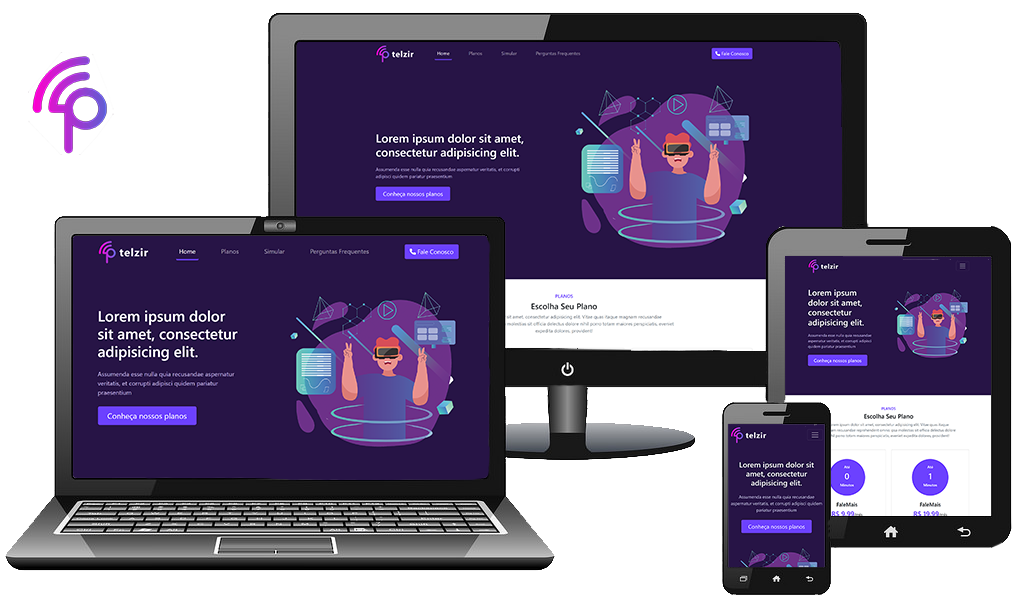 telzir
Home
Planos
Simular
Perguntas Frequentes
Fale Conosco
Lorem ipsum dolor sit amet,
consectetur adipisicing elit.
Assumenda esse nulla quia recusandae aspernatur veritatis, et corrupti
adipisci quidem pariatur praesentium
Conheça nossos planos
PLANOS
Escolha Seu Plano
telzir
Home
Planos
Simular
Perguntas Frequentes
Fale Conosco
Lorem ipsum dolor
sit amet, consectetur
adipisicing elit.
Assumenda esse nulla quia recusandae aspernatur
veritatis, et corrupti adipisci quidem pariatur
praesentium
Conheça nossos planos
telzir
Lorem ipsum
dolor sit amet,
consectetur
adipisicing elit.
Assumenda esse nulla quia recusandae
aspernatur veritatis, et corrupti adipisci
quidem pariatur praesentium
Conheça nossos planos
PLANOS
Escolha Seu Plano
Até
0
Minutos
FaleMais
R$ 9,99
Até
1
Minutos
FaleMais
R$ 19,99
telzir
Lorem ipsum dolor sit
amet, consectetur
adipisicing elit.
Assumenda esse nulla quia recusandae
aspernatur veritatis, et corrupti adipisci quidem
pariatur praesentium
Conheça nossos planos